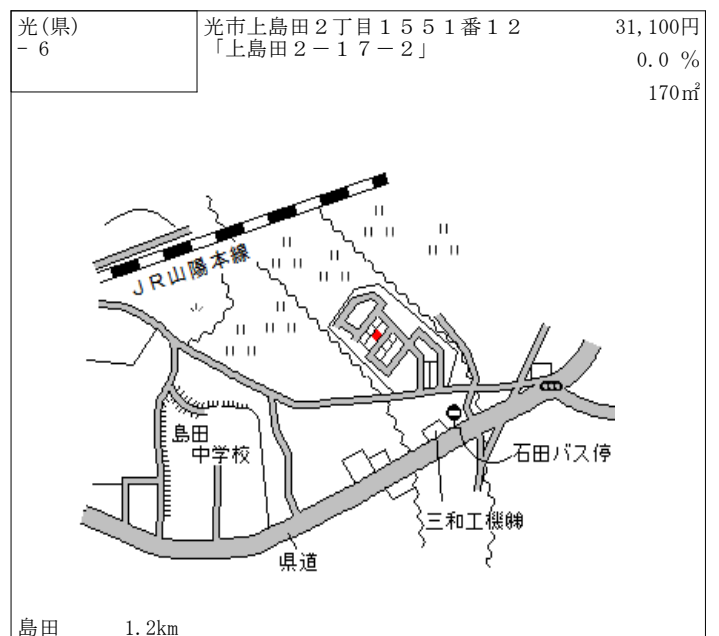 光(県)
- 6
光市上島田２丁目１５５１番１２
「上島田２－１７－２」
31,100円
0.0 %
170㎡
ＪＲ山陽本線
島田
中学校
石田バス停
三和工機㈱
県道
島田 1.2km